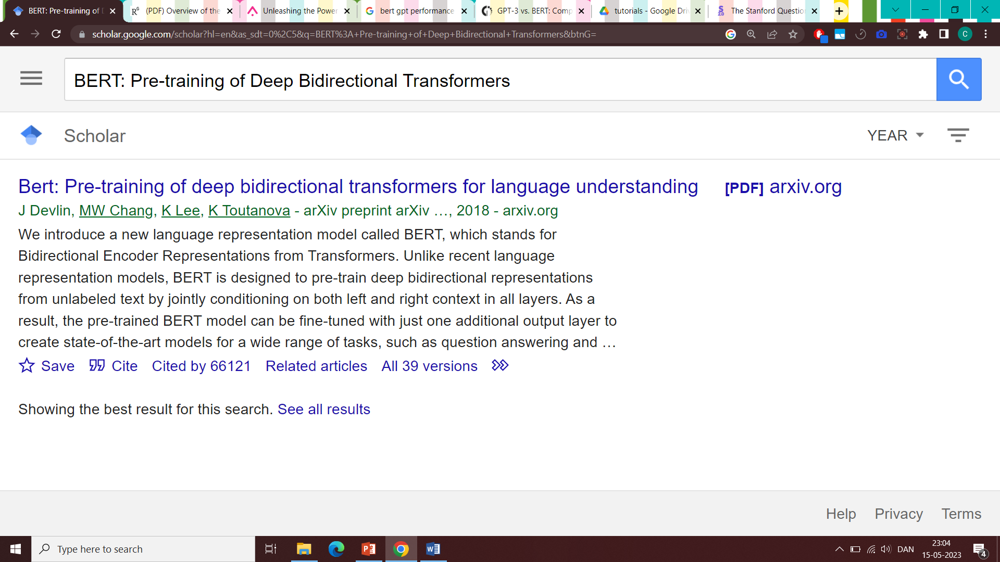 BERT: Pre-training of D
(PDF) Overview of the
Unleashing the Power
bert gpt performance
GPT-3 vs. BERT: Comp
tutorials - Google Driv
The Stanford Questio
scholar.google.com/scholar?hl=en&as_sdt=0%2C5&q=BERT%3A+Pre-training+of+Deep+Bidirectional+Transformers&btnG=
C
BERT: Pre-training of Deep Bidirectional Transformers
Scholar
YEAR
Bert: Pre-training of deep bidirectional transformers for language understanding
[PDF] arxiv.org
J Devlin, MW Chang, K Lee, K Toutanova - arXiv preprint arXiv …, 2018 - arxiv.org
We introduce a new language representation model called BERT, which stands for
Bidirectional Encoder Representations from Transformers. Unlike recent language
representation models, BERT is designed to pre-train deep bidirectional representations
from unlabeled text by jointly conditioning on both left and right context in all layers. As a
result, the pre-trained BERT model can be fine-tuned with just one additional output layer to
create state-of-the-art models for a wide range of tasks, such as question answering and …
Save Cite Cited by 66121 Related articles All 39 versions
Showing the best result for this search. See all results
Help Privacy Terms
Type here to search
DAN
23:04
15-05-2023
4